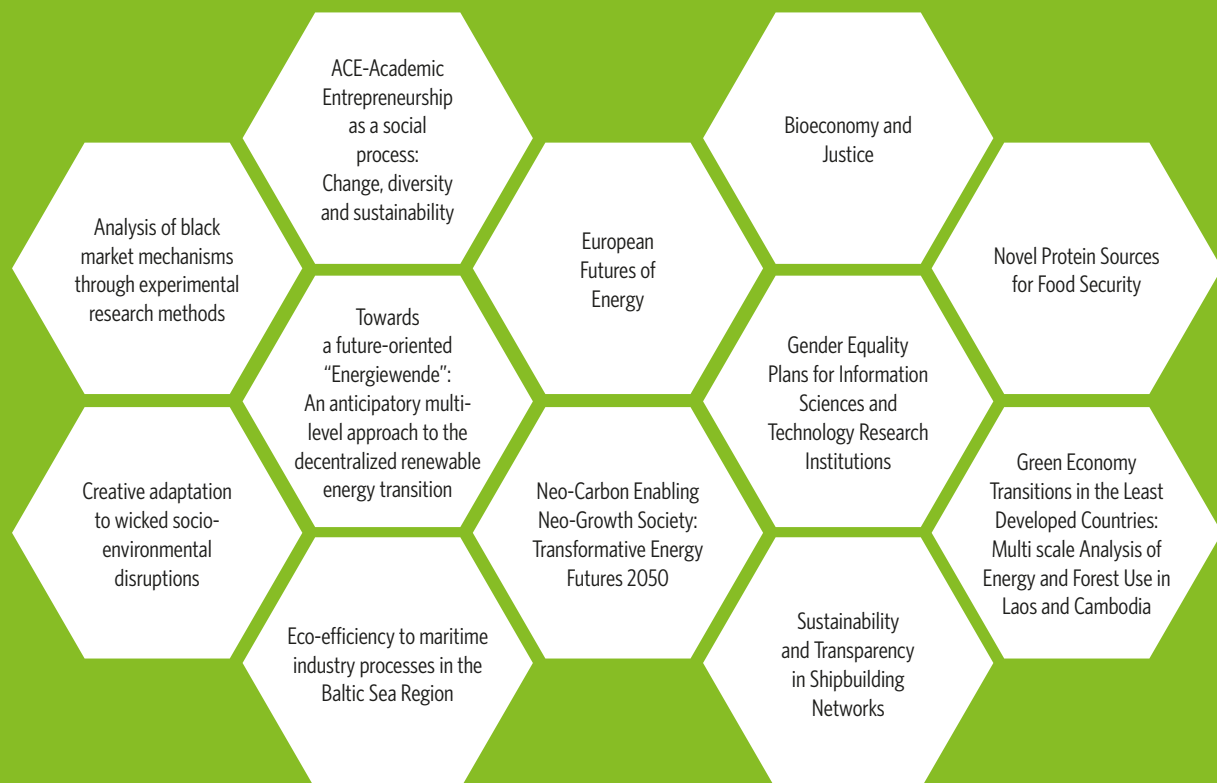 ACE-Academic
Entrepreneurship
as a social
process:
Change, diversity
and sustainability
Bioeconomy and
Justice
Analysis of black
market mechanisms
through experimental
research methods
European
Futures of
Energy
Novel Protein Sources
for Food Security
Towards
a future-oriented
“Energiewende”:
An anticipatory multi-
level approach to the
decentralized renewable
energy transition
Gender Equality
Plans for Information
Sciences and
Technology Research
Institutions
Creative adaptation
to wicked socio-
environmental
disruptions
Neo-Carbon Enabling
Neo-Growth Society:
Transformative Energy
Futures 2050
Green Economy
Transitions in the Least
Developed Countries:
Multi scale Analysis of
Energy and Forest Use in
Laos and Cambodia
Eco-efficiency to maritime
industry processes in the
Baltic Sea Region
Sustainability
and Transparency
in Shipbuilding
Networks